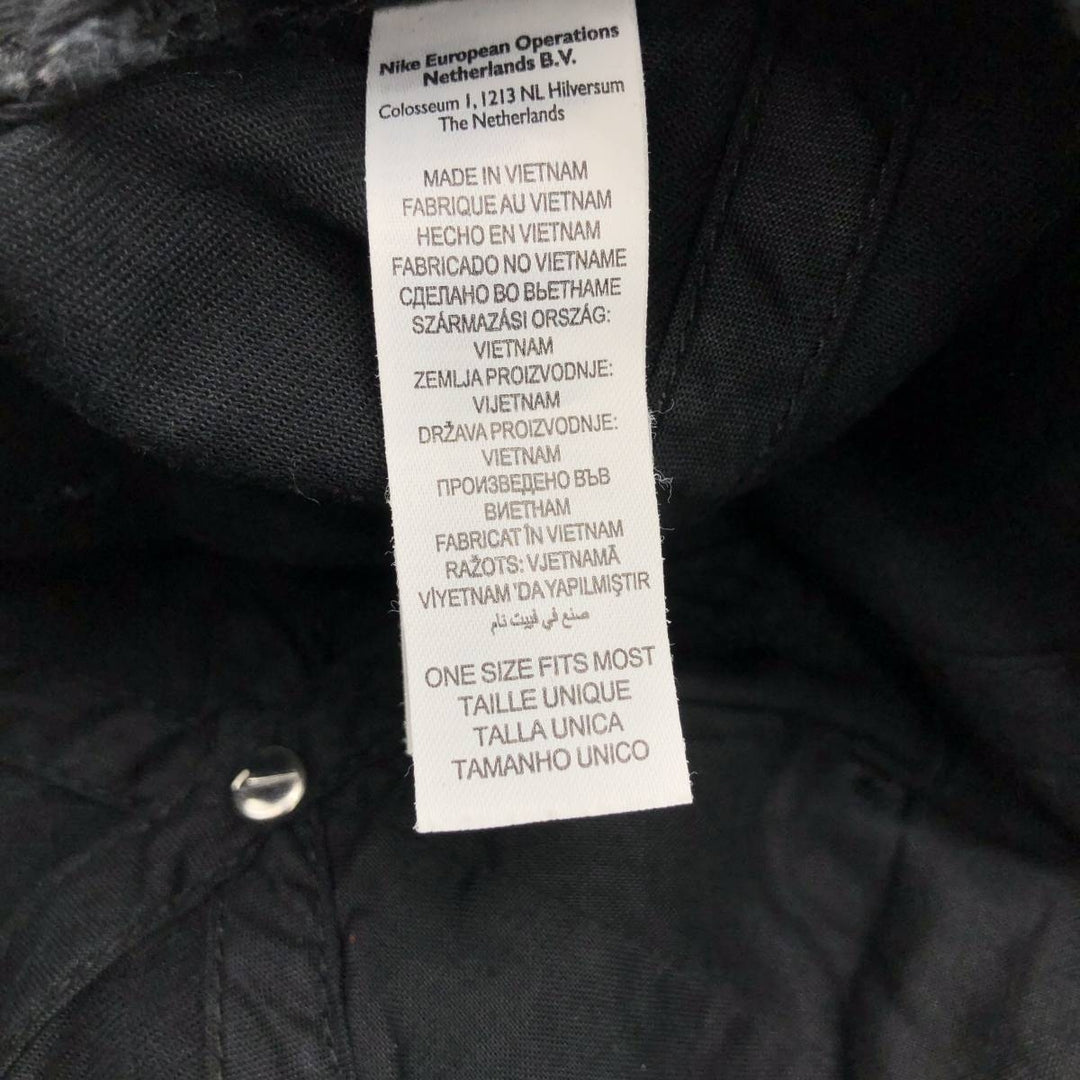 Nike European Operations
Netherlands B.V.
Colosseum 1, 1213 NL Hilversum
The Netherlands
MADE IN VIETNAM
FABRIQUE AU VIETNAM
HECHO EN VIETNAM
FABRICADO NO VIETNAME
СДЕЛАНО ВО ВЬЕТНАМЕ
SZÁRMAZÁSI ORSZÁG:
VIETNAM
ZEMLJA PROIZVODNJE:
VIJETNAM
DRŽAVA PROIZVODNJE:
VIETNAM
ПРОИЗВЕДЕНО ВЪВ
ВИЕТНАМ
FABRICAT ÎN VIETNAM
RAŽOTS: VJETNAMĀ
VİYETNAM 'DA YAPILMIŞTIR
صنع في فييت نام
ONE SIZE FITS MOST
TAILLE UNIQUE
TALLA UNICA
TAMANHO UNICO